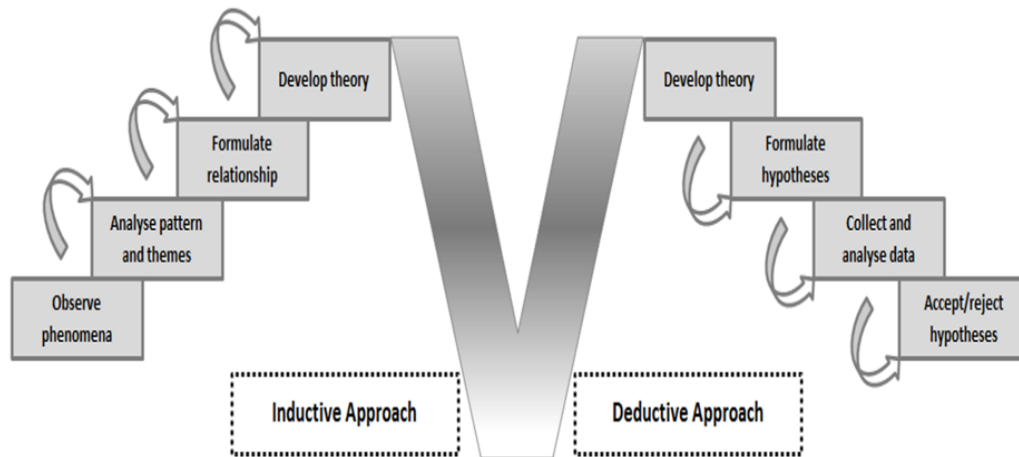 Develop theory
Formulate
relationship
Analyse pattern
and themes
Observe
phenomena
Inductive Approach
Develop theory
Formulate
hypotheses
Collect and
analyse data
Accept/reject
hypotheses
Deductive Approach